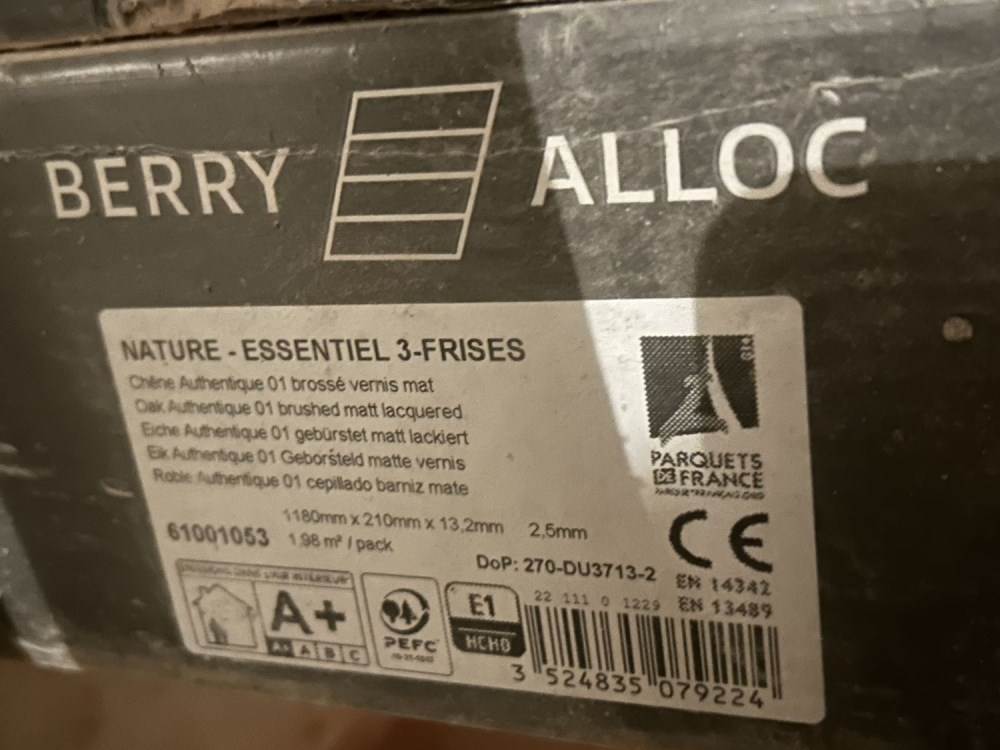 BERRY ALLOC
NATURE - ESSENTIEL 3-FRISES
Chêne Authentique 01 brossé vernis mat
Oak Authentique 01 brushed matt lacquered
Eiche Authentique 01 gebürstet matt lackiert
Eik Authentique 01 Geborsteld matte vernis
Roble Authentique 01 cepillado barniz mate
61001053
1180mm x 210mm x 13,2mm 2,5mm
1.98 m² / pack
PARQUETS
DE FRANCE
CE
DoP: 270-DU3713-2
EN 14342
EN 13489
A+
A+ A B C
PEFC
E1
HCHO
22 111 0 1229
3 524835 079224